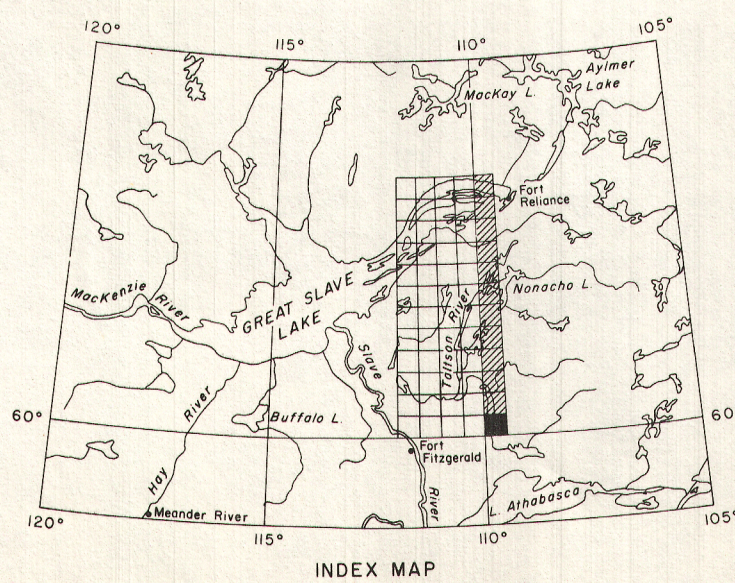 120°
115°
110°
105°
Aylmer
Lake
MacKay L.
Fort
Reliance
MacKenzie River
GREAT SLAVE
LAKE
Nonacho L.
Taltson River
Slave River
Hay River
60°
Buffalo L.
60
Fort
Fitzgerald
L. Athabasca
Meander River
120°
115°
110°
105°
INDEX MAP